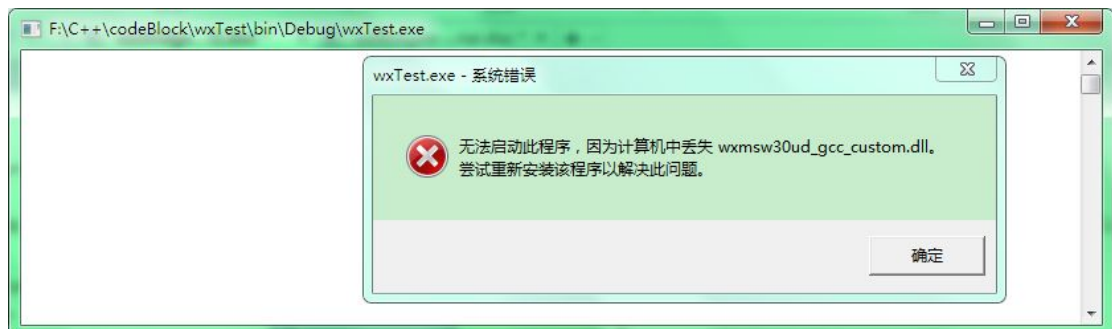 F:\C++\codeBlock\wxTest\bin\Debug\wxTest.exe
wxTest.exe - 系统错误
无法启动此程序，因为计算机中丢失 wxmsw30ud_gcc_custom.dll。
尝试重新安装该程序以解决此问题。
确定